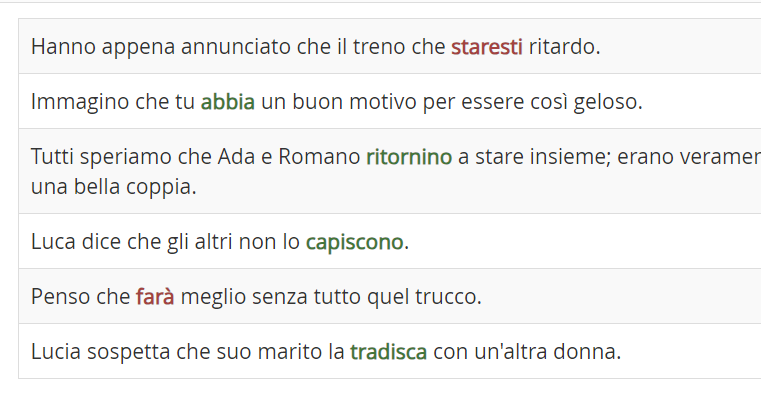 Hanno appena annunciato che il treno che staresti ritardo.
Immagino che tu abbia un buon motivo per essere così geloso.
Tutti speriamo che Ada e Romano ritornino a stare insieme; erano
una bella coppia.
Luca dice che gli altri non lo capiscono.
Penso che farà meglio senza tutto quel trucco.
Lucia sospetta che suo marito la tradisca con un'altra donna.